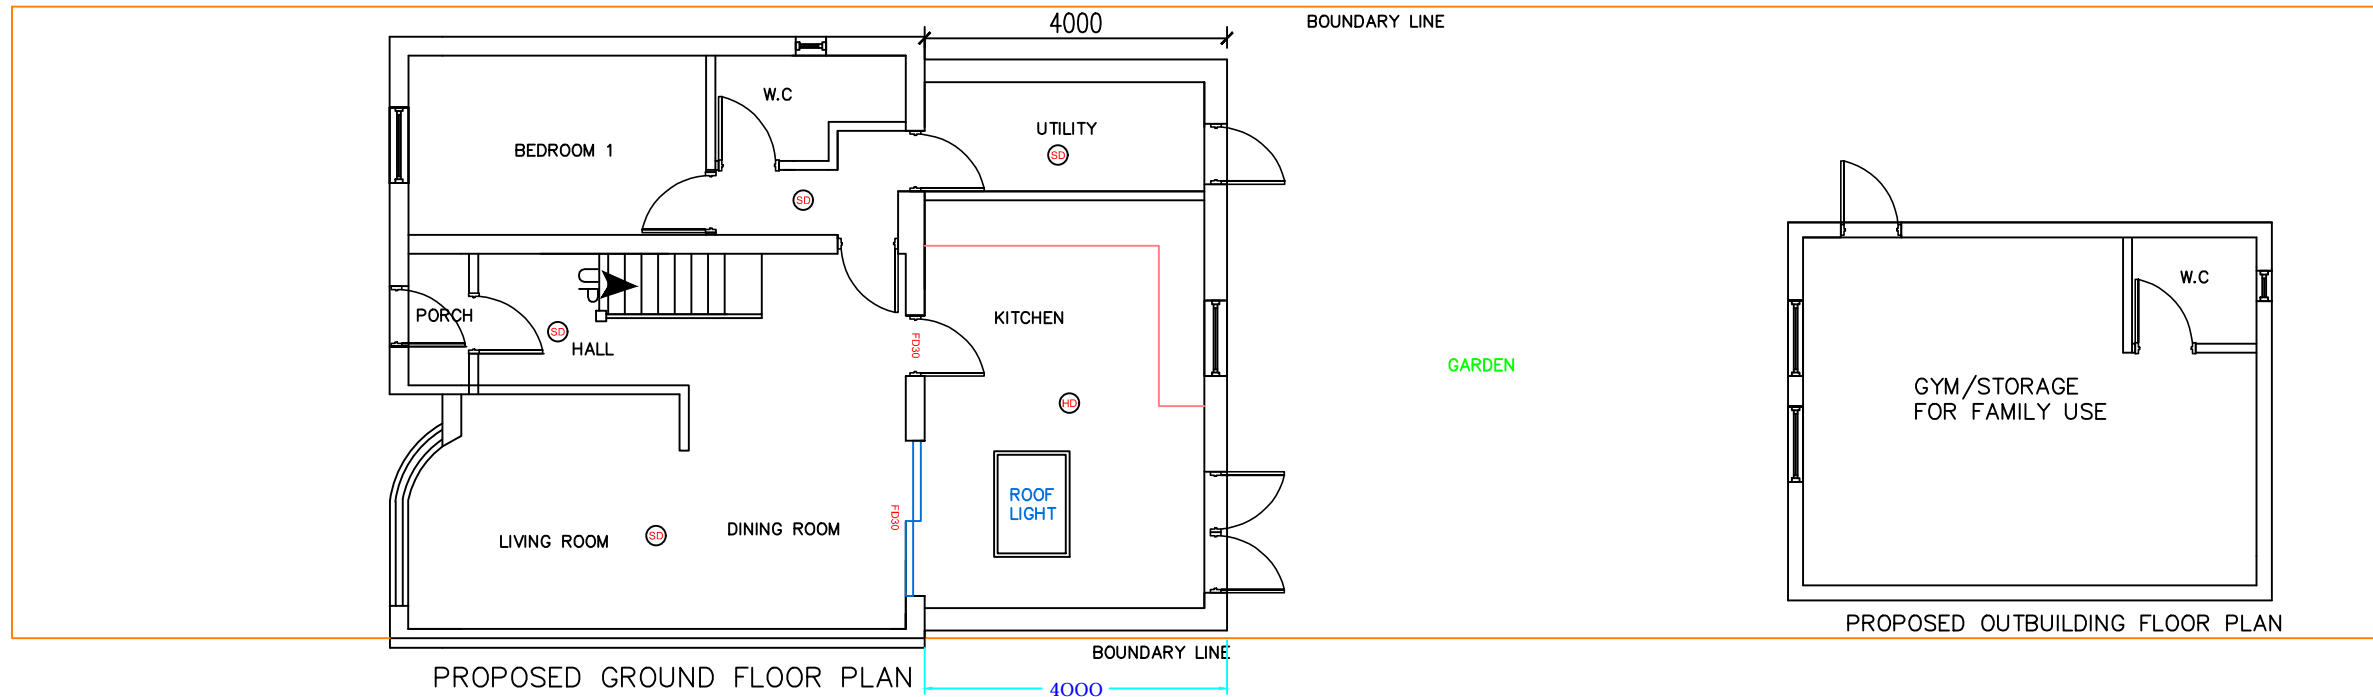 4000
BOUNDARY LINE
W.C
UTILITY
BEDROOM 1
SD
SD
UP
PORCH
SD
HALL
FD30
KITCHEN
HD
GARDEN
W.C
GYM/STORAGE
FOR FAMILY USE
ROOF
LIGHT
FD30
LIVING ROOM
SD
DINING ROOM
PROPOSED OUTBUILDING FLOOR PLAN
BOUNDARY LINE
PROPOSED GROUND FLOOR PLAN
4000